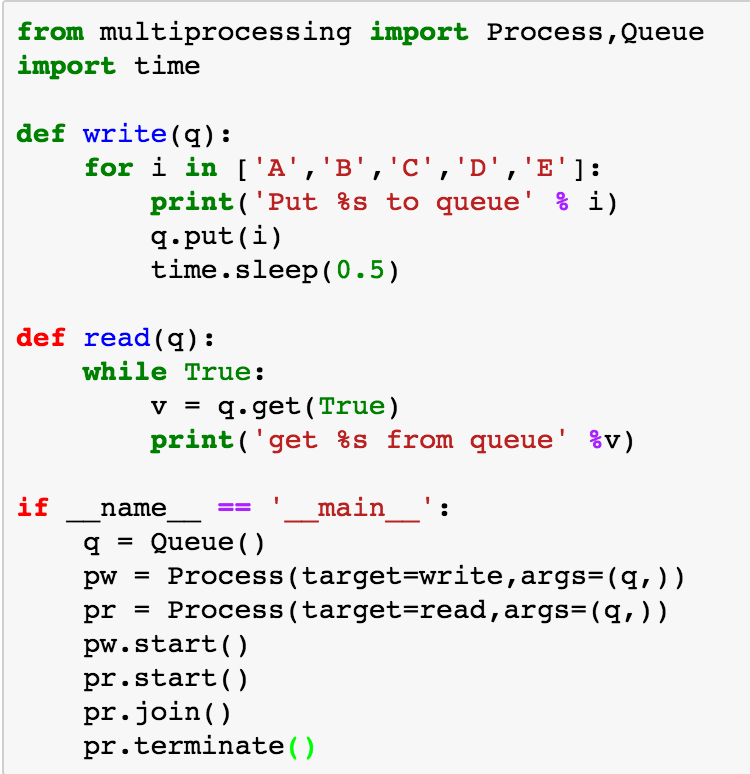 from multiprocessing import Process,Queue
import time

def write(q):
    for i in ['A','B','C','D','E']:
        print('Put %s to queue' % i)
        q.put(i)
        time.sleep(0.5)

def read(q):
    while True:
        v = q.get(True)
        print('get %s from queue' %v)

if __name__ == '__main__':
    q = Queue()
    pw = Process(target=write,args=(q,))
    pr = Process(target=read,args=(q,))
    pw.start()
    pr.start()
    pr.join()
    pr.terminate()